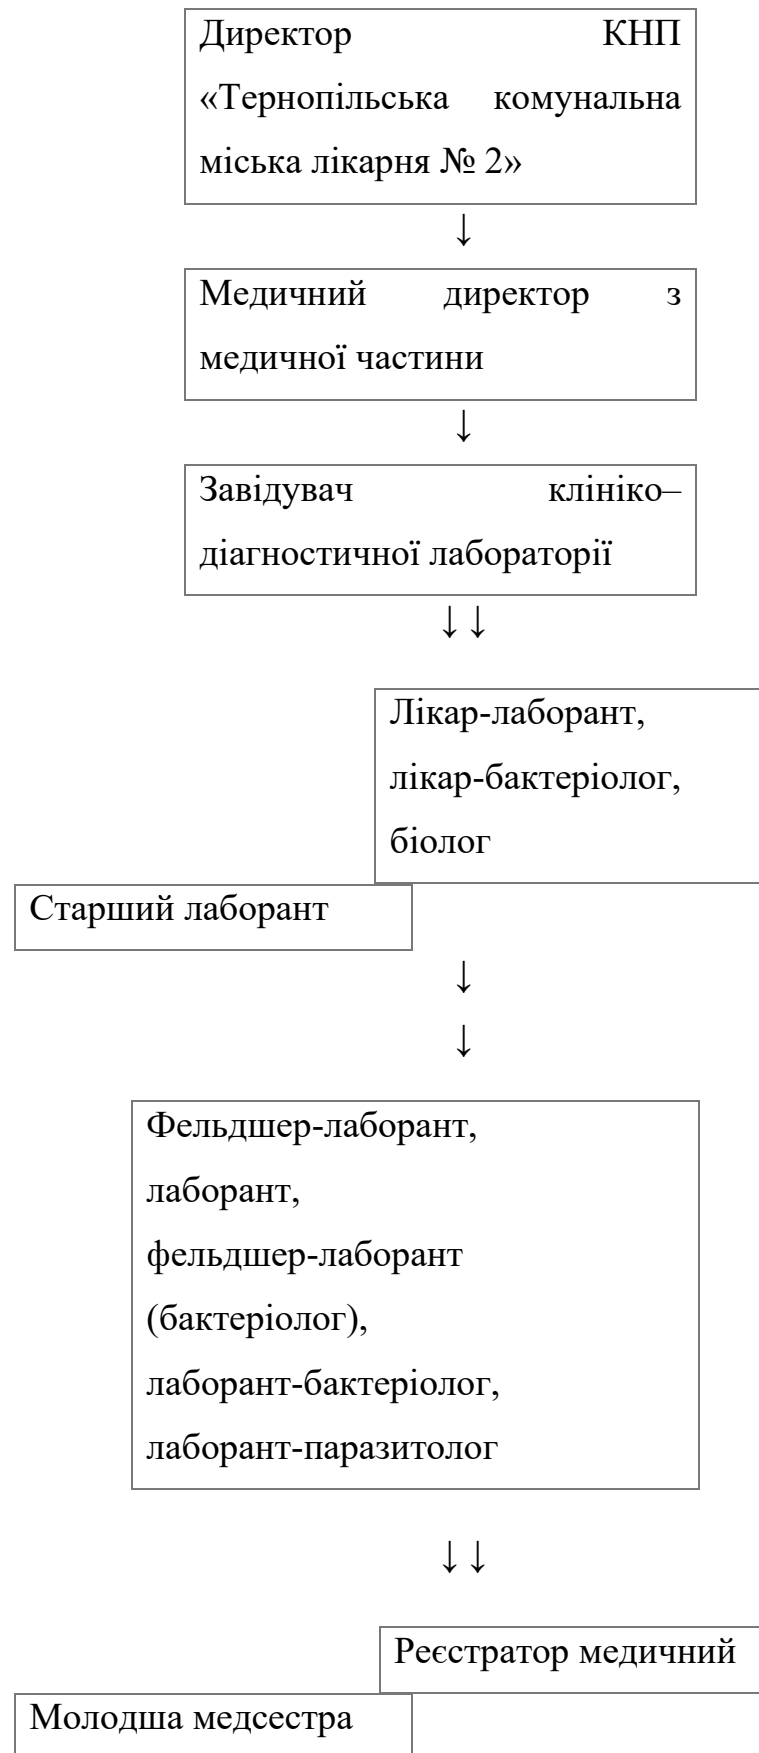 Директор КНП
«Тернопільська комунальна
міська лікарня № 2»
↓
Медичний директор з
медичної частини
↓
Завідувач клініко–
діагностичної лабораторії
↓↓
Лікар-лаборант,
лікар-бактеріолог,
біолог
Старший лаборант
↓
↓
Фельдшер-лаборант,
лаборант,
фельдшер-лаборант
(бактеріолог),
лаборант-бактеріолог,
лаборант-паразитолог
↓↓
Реєстратор медичний
Молодша медсестра